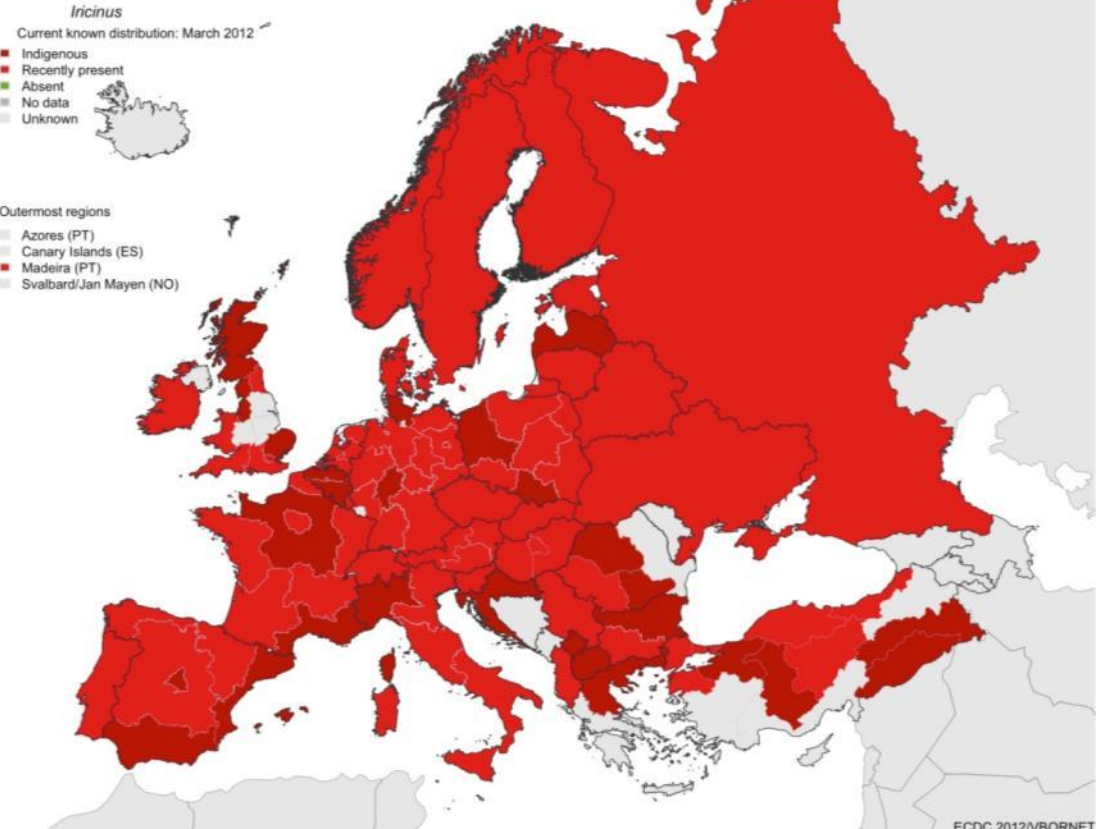 Iricinus
Current known distribution: March 2012
Indigenous
Recently present
Absent
No data
Unknown
Outermost regions
Azores (PT)
Canary Islands (ES)
Madeira (PT)
Svalbard/Jan Mayen (NO)
ECDC 2012/VBORNET